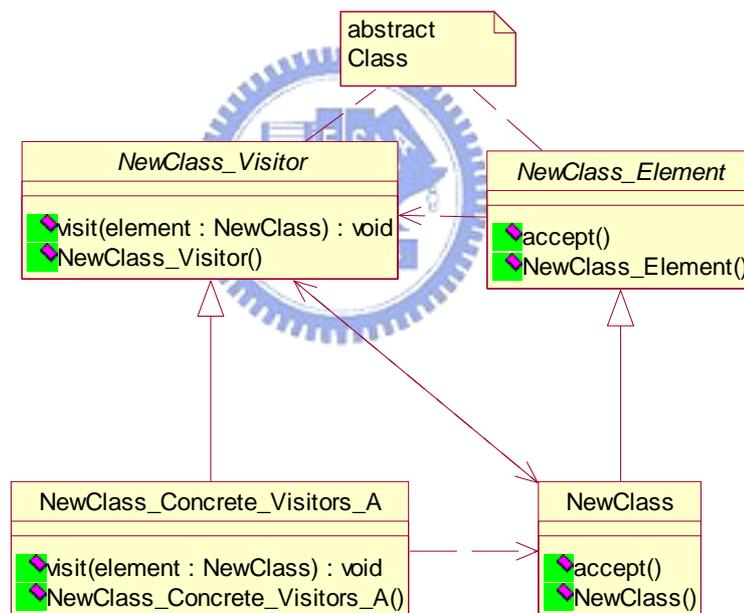 abstract
Class
NewClass_Visitor
visit(element : NewClass) : void
NewClass_Visitor()
NewClass_Element
accept()
NewClass_Element()
NewClass_Concrete_Visitors_A
visit(element : NewClass) : void
NewClass_Concrete_Visitors_A()
NewClass
accept()
NewClass()